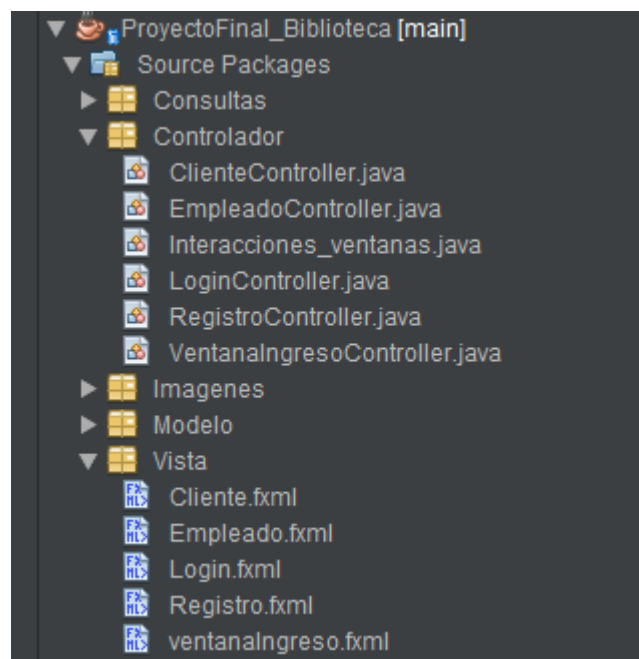 ProyectoFinal_Biblioteca [main]
Source Packages
Consultas
Controlador
ClienteController.java
EmpleadoController.java
Interacciones_ventanas.java
LoginController.java
RegistroController.java
VentanaIngresoController.java
Imagenes
Modelo
Vista
Cliente.fxml
Empleado.fxml
Login.fxml
Registro.fxml
ventanaIngreso.fxml